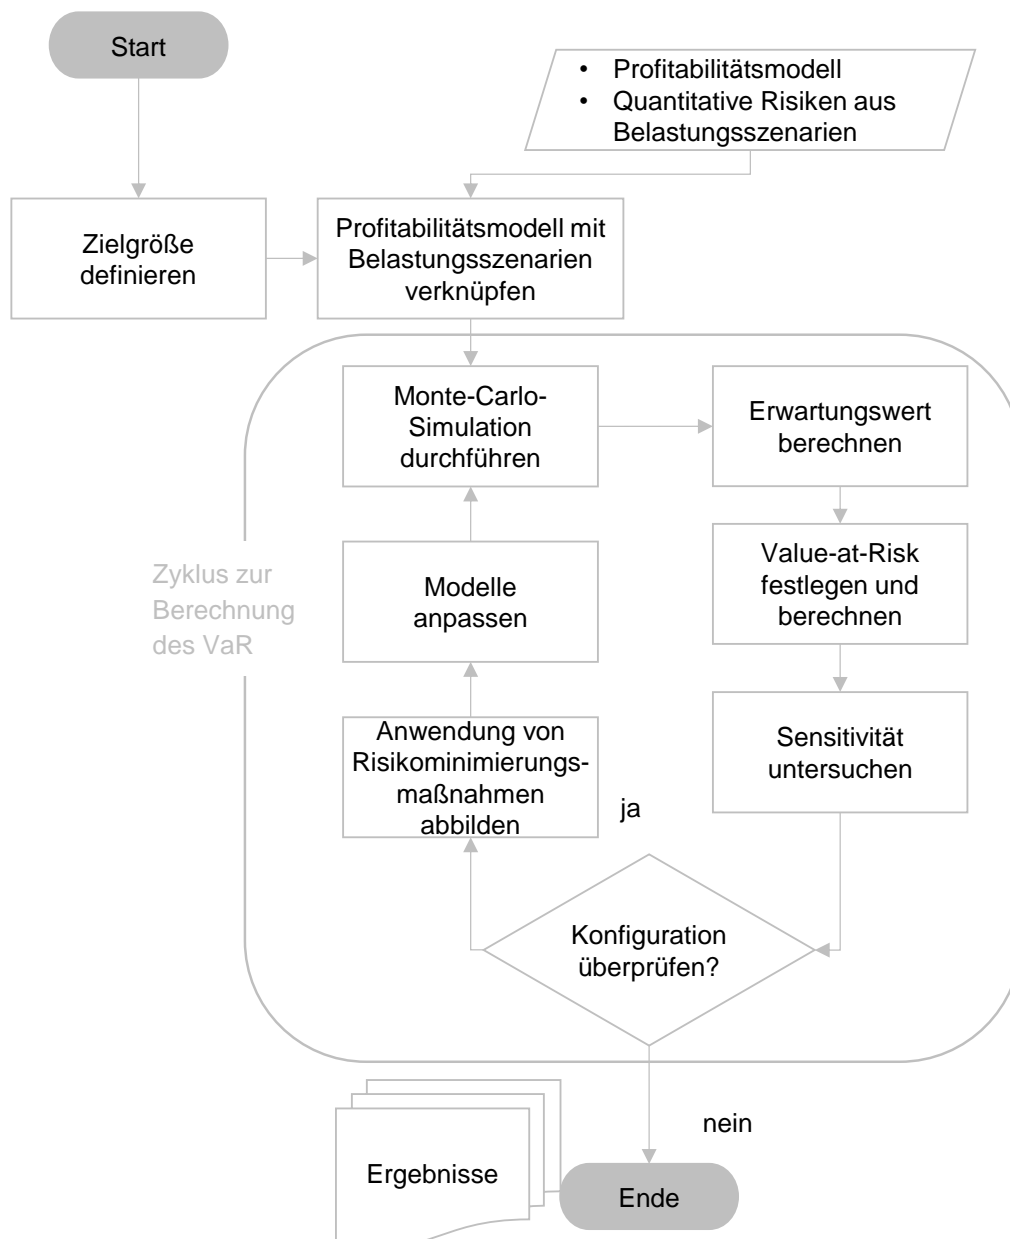 Start
• Profitabilitätsmodell
• Quantitative Risiken aus
Belastungsszenarien
Zielgröße
definieren
Profitabilitätsmodell mit
Belastungsszenarien
verknüpfen
Monte-Carlo-
Simulation
durchführen
Erwartungswert
berechnen
Zyklus zur
Berechnung
des VaR
Modelle
anpassen
Value-at-Risk
festlegen und
berechnen
Anwendung von
Risikominimierungs-
maßnahmen
abbilden
Sensitivität
untersuchen
ja
Konfiguration
überprüfen?
nein
Ergebnisse
Ende